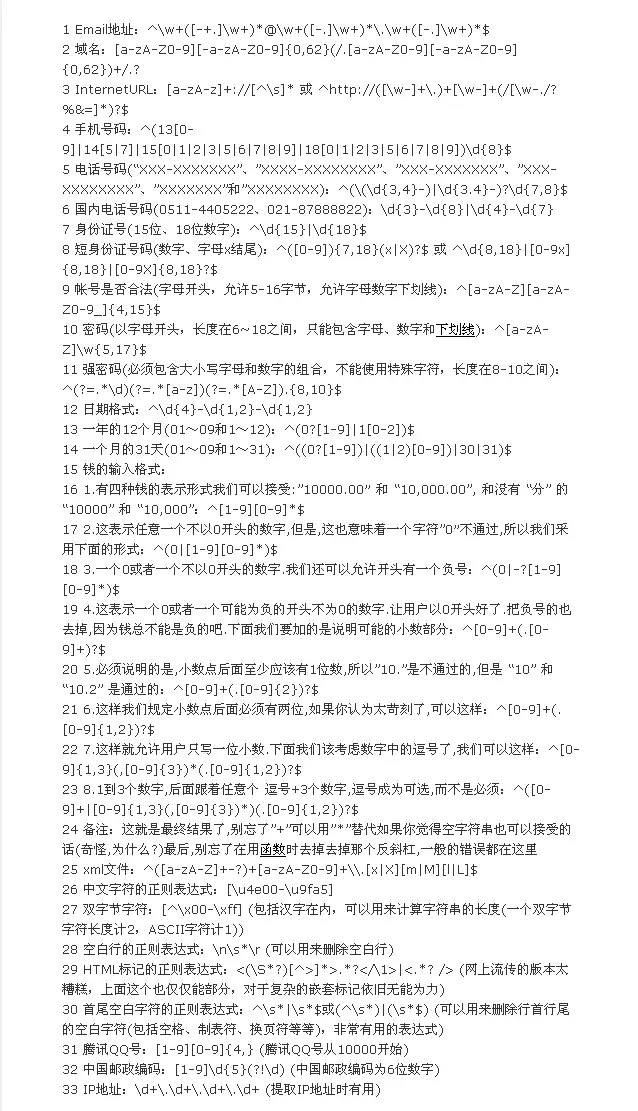 1 Email地址：^\w+([-+.]\w+)*@\w+([-.]\w+)*\.\w+([-.]\w+)*$
2 域名：[a-zA-Z0-9][-a-zA-Z0-9]{0,62}(/.[a-zA-Z0-9][-a-zA-Z0-9]
{0,62})+/.?
3 InternetURL：[a-zA-z]+://[^\s]* 或 ^http://([\w-]+\.)+[\w-]+(/[\w-./?
%&=]*)?$
4 手机号码：^(13[0-
9]|14[5|7]|15[0|1|2|3|5|6|7|8|9]|18[0|1|2|3|5|6|7|8|9])\d{8}$
5 电话号码(“XXX-XXXXXXX”、”XXXX-XXXXXXXX”、”XXX-XXXXXXX”、”XXX-
XXXXXXXX”、”XXXXXXX”和”XXXXXXXX)：^(\(\d{3,4}-)|\d{3.4}-)?\d{7,8}$
6 国内电话号码(0511-4405222、021-87888822)：\d{3}-\d{8}|\d{4}-\d{7}
7 身份证号(15位、18位数字)：^\d{15}|\d{18}$
8 短身份证号码(数字、字母x结尾)：^([0-9]){7,18}(x|X)?$ 或 ^\d{8,18}|[0-9x]
{8,18}|[0-9X]{8,18}?$
9 帐号是否合法(字母开头，允许5-16字节，允许字母数字下划线)：^[a-zA-Z][a-zA-
Z0-9_]{4,15}$
10 密码(以字母开头，长度在6~18之间，只能包含字母、数字和下划线)：^[a-zA-
Z]\w{5,17}$
11 强密码(必须包含大小写字母和数字的组合，不能使用特殊字符，长度在8-10之间)：
^(?=.*\d)(?=.*[a-z])(?=.*[A-Z]).{8,10}$
12 日期格式：^\d{4}-\d{1,2}-\d{1,2}
13 一年的12个月(01～09和1～12)：^(0?[1-9]|1[0-2])$
14 一个月的31天(01～09和1～31)：^((0?[1-9])|((1|2)[0-9])|30|31)$
15 钱的输入格式：
16 1.有四种钱的表示形式我们可以接受:”10000.00” 和 “10,000.00”, 和没有 “分” 的
“10000” 和 “10,000”：^[1-9][0-9]*$
17 2.这表示任意一个不以0开头的数字,但是,这也意味着一个字符”0”不通过,所以我们采
用下面的形式：^(0|[1-9][0-9]*)$
18 3.一个0或者一个不以0开头的数字.我们还可以允许开头有一个负号：^(0|-?[1-9]
[0-9]*)$
19 4.这表示一个0或者一个可能为负的开头不为0的数字.让用户以0开头好了.把负号的也
去掉,因为钱总不能是负的吧.下面我们要加的是说明可能的小数部分：^[0-9]+(.[0-
9]+)?$
20 5.必须说明的是,小数点后面至少应该有1位数,所以”10.”是不通过的,但是 “10” 和
“10.2” 是通过的：^[0-9]+(.[0-9]{2})?$
21 6.这样我们规定小数点后面必须有两位,如果你认为太苛刻了,可以这样：^[0-9]+(.
[0-9]{1,2})?$
22 7.这样就允许用户只写一位小数.下面我们该考虑数字中的逗号了,我们可以这样：^[0-
9]{1,3}(,[0-9]{3})*(.[0-9]{1,2})?$
23 8.1到3个数字,后面跟着任意个 逗号+3个数字,逗号成为可选,而不是必须：^([0-
9]+|[0-9]{1,3}(,[0-9]{3})*)(.[0-9]{1,2})?$
24 备注：这就是最终结果了,别忘了”+”可以用”*”替代如果你觉得空字符串也可以接受的
话(奇怪,为什么?)最后,别忘了在用函数时去掉去掉那个反斜杠,一般的错误都在这里
25 xml文件：^([a-zA-Z]+-?)+[a-zA-Z0-9]+\\.[x|X][m|M][l|L]$
26 中文字符的正则表达式：[\u4e00-\u9fa5]
27 双字节字符：[^\x00-\xff] (包括汉字在内，可以用来计算字符串的长度(一个双字节
字符长度计2，ASCII字符计1))
28 空白行的正则表达式：\n\s*\r (可以用来删除空白行)
29 HTML标记的正则表达式：<(\S*?)[^>]*>.*?</\1>|<.*? /> (网上流传的版本太
糟糕，上面这个也仅仅能部分，对于复杂的嵌套标记依旧无能为力)
30 首尾空白字符的正则表达式：^\s*|\s*$或(^\s*)|(\s*$) (可以用来删除行首行尾
的空白字符(包括空格、制表符、换页符等等)，非常有用的表达式)
31 腾讯QQ号：[1-9][0-9]{4,} (腾讯QQ号从10000开始)
32 中国邮政编码：[1-9]\d{5}(?!\d) (中国邮政编码为6位数字)
33 IP地址：\d+\.\d+\.\d+\.\d+ (提取IP地址时有用)